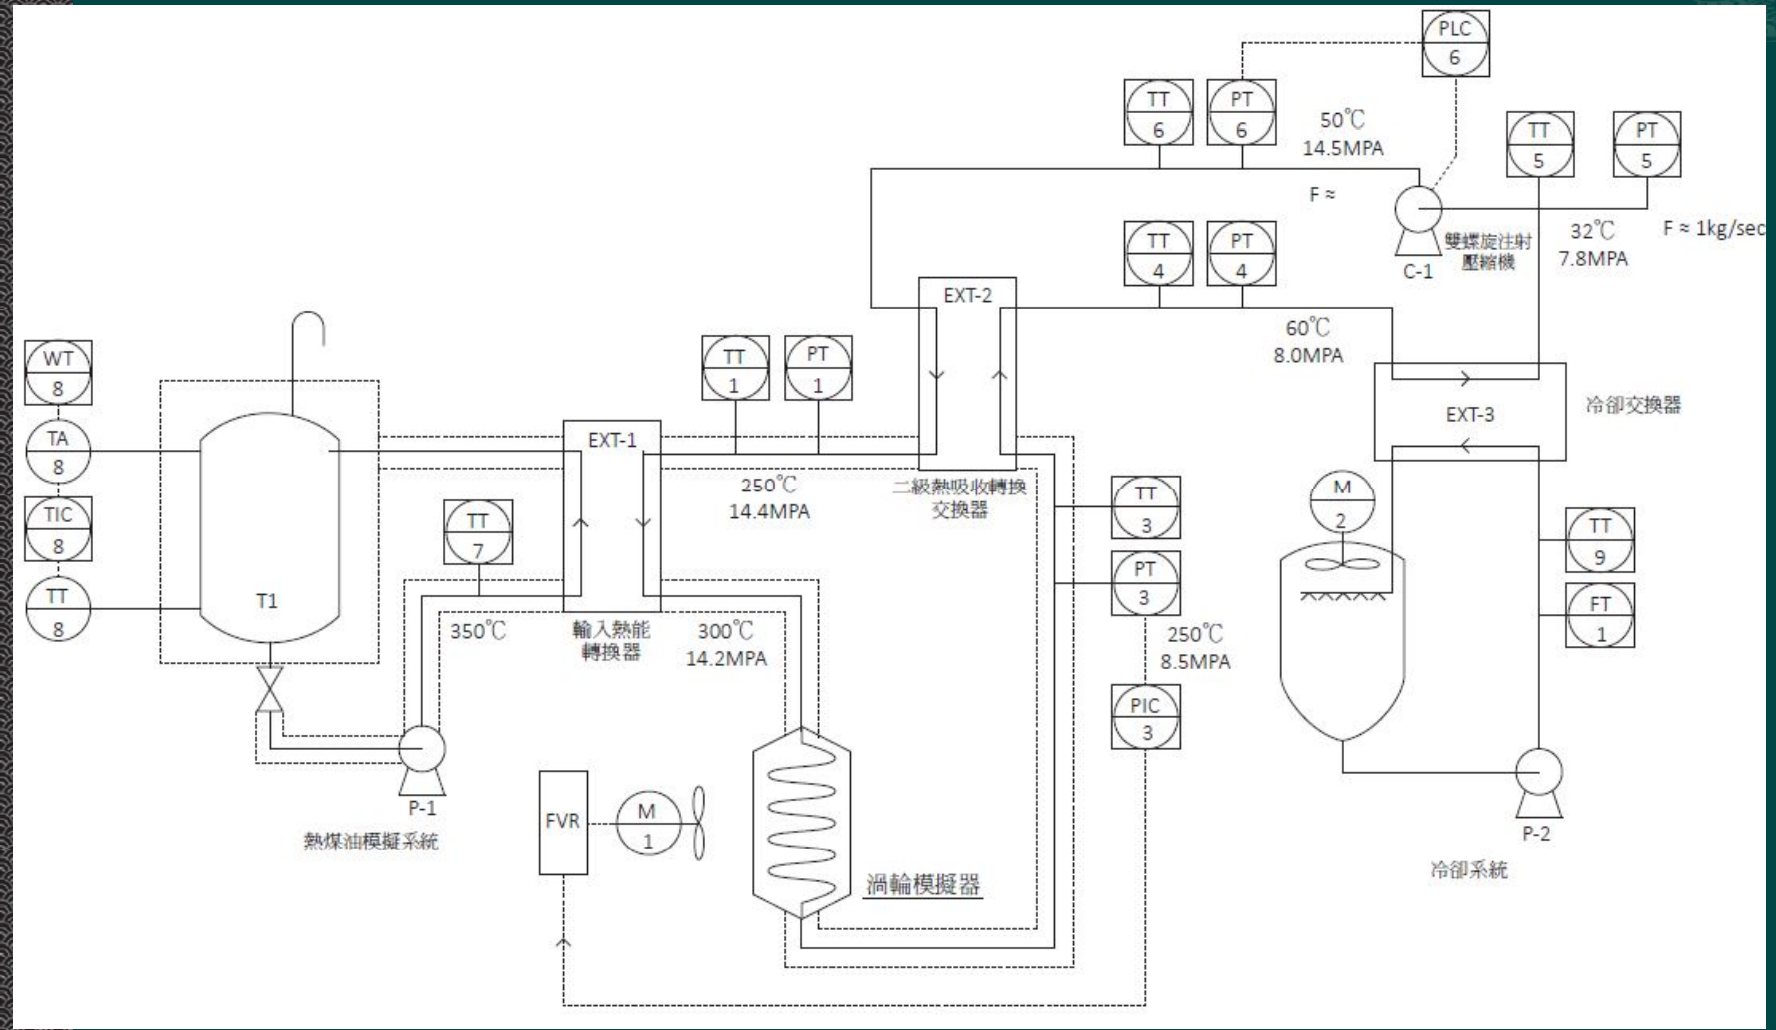 PLC
6
TT
6
PT
6
50℃
14.5MPA
TT
5
PT
5
F ≈
F ≈ 1kg/sec
32℃
7.8MPA
雙螺旋注射
壓縮機
C-1
TT
4
PT
4
EXT-2
60℃
8.0MPA
WT
8
TT
1
PT
1
冷卻交換器
EXT-3
TA
8
EXT-1
250℃
14.4MPA
二級熱吸收轉換
交換器
TT
3
M
2
TIC
8
TT
7
TT
9
PT
3
TT
8
T1
FT
1
350℃
輸入熱能
轉換器
300℃
14.2MPA
250℃
8.5MPA
PIC
3
P-1
熱煤油模擬系統
FVR
M
1
渦輪模擬器
P-2
冷卻系統